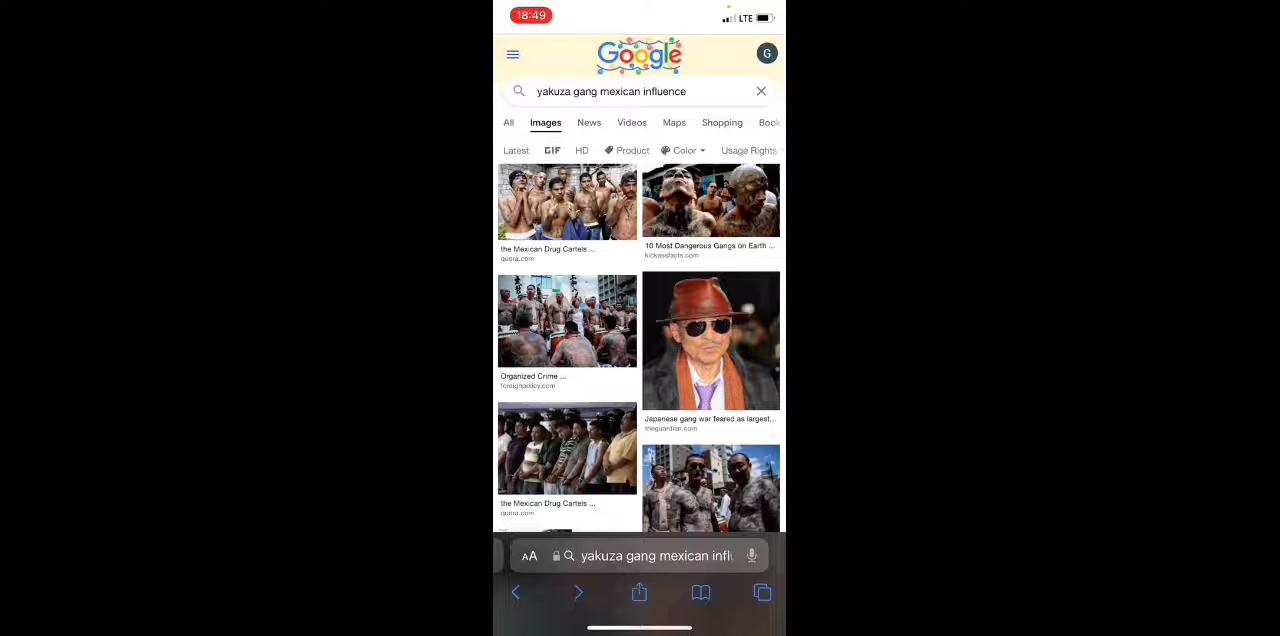 18:49
LTE
Google
G
yakuza gang mexican influence
All Images News Videos Maps Shopping Book
Latest GIF HD Product Color Usage Rights
the Mexican Drug Cartels ...
quora.com
10 Most Dangerous Gangs on Earth ...
kickassfacts.com
Organized Crime ...
foreignpolicy.com
Japanese gang war feared as largest...
theguardian.com
the Mexican Drug Cartels ...
quora.com
AA yakuza gang mexican infl